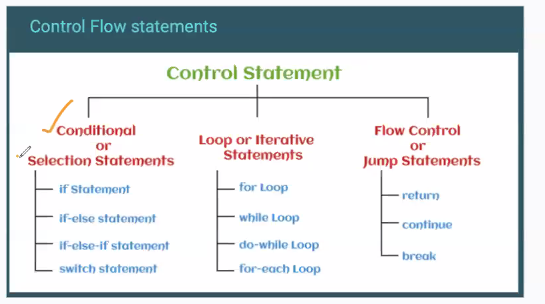 Control Flow statements
Control Statement
Conditional
or
Selection Statements
if Statement
if-else statement
if-else-if statement
switch statement
Loop or Iterative
Statements
for Loop
while Loop
do-while Loop
for-each Loop
Flow Control
or
Jump Statements
return
continue
break